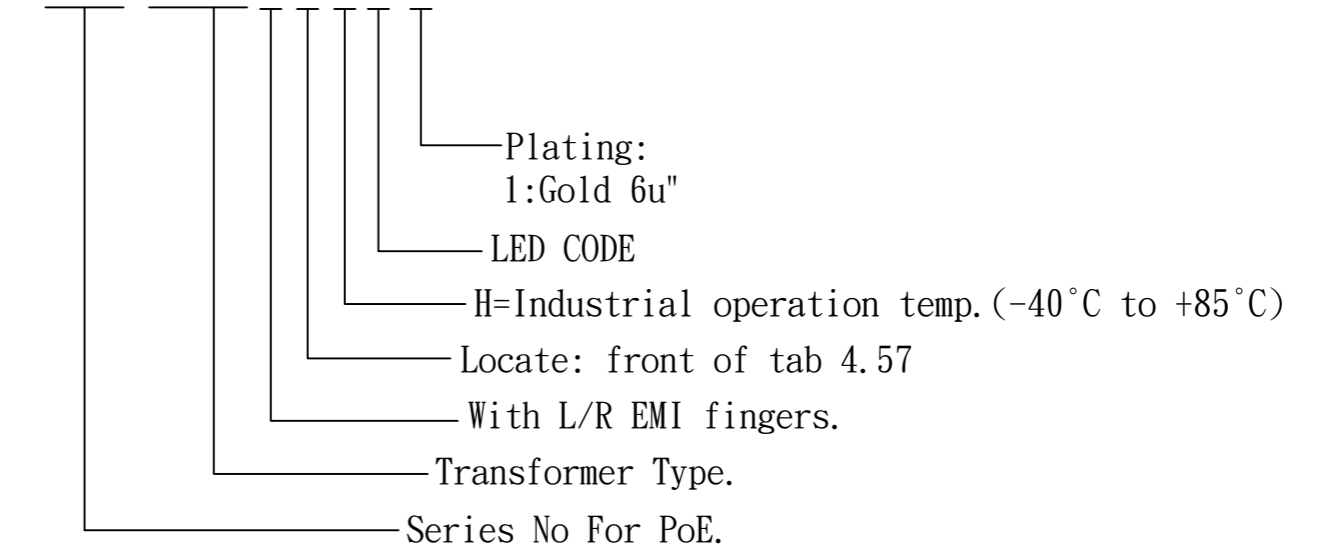 Plating:
1:Gold 6u"
LED CODE
H=Industrial operation temp.(-40°C to +85°C)
Locate: front of tab 4.57
With L/R EMI fingers.
Transformer Type.
Series No For PoE.